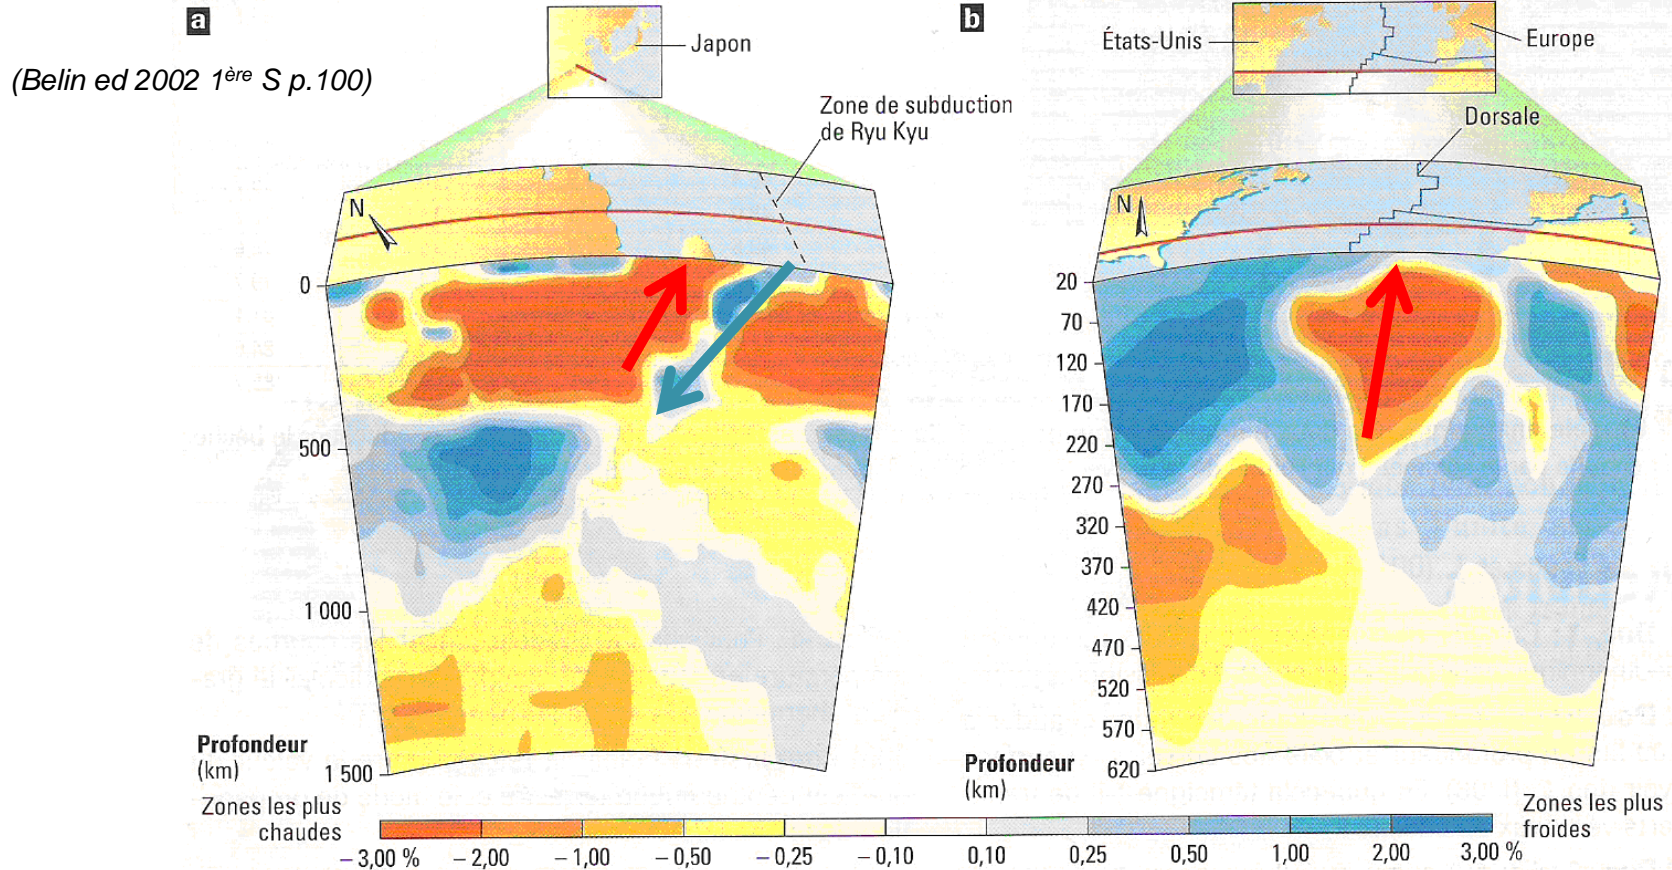 a
(Belin ed 2002 1ère S p.100)
Japon
Zone de subduction
de Ryu Kyu
N
0
500
1 000
1 500
Profondeur
(km)
b
États-Unis
Europe
Dorsale
N
20
70
120
170
220
270
320
370
420
470
520
570
620
Profondeur
(km)
Zones les plus
chaudes
– 3,00 %
– 2,00
– 1,00
– 0,50
– 0,25
– 0,10
0,10
0,25
0,50
1,00
2,00
3,00 %
Zones les plus
froides